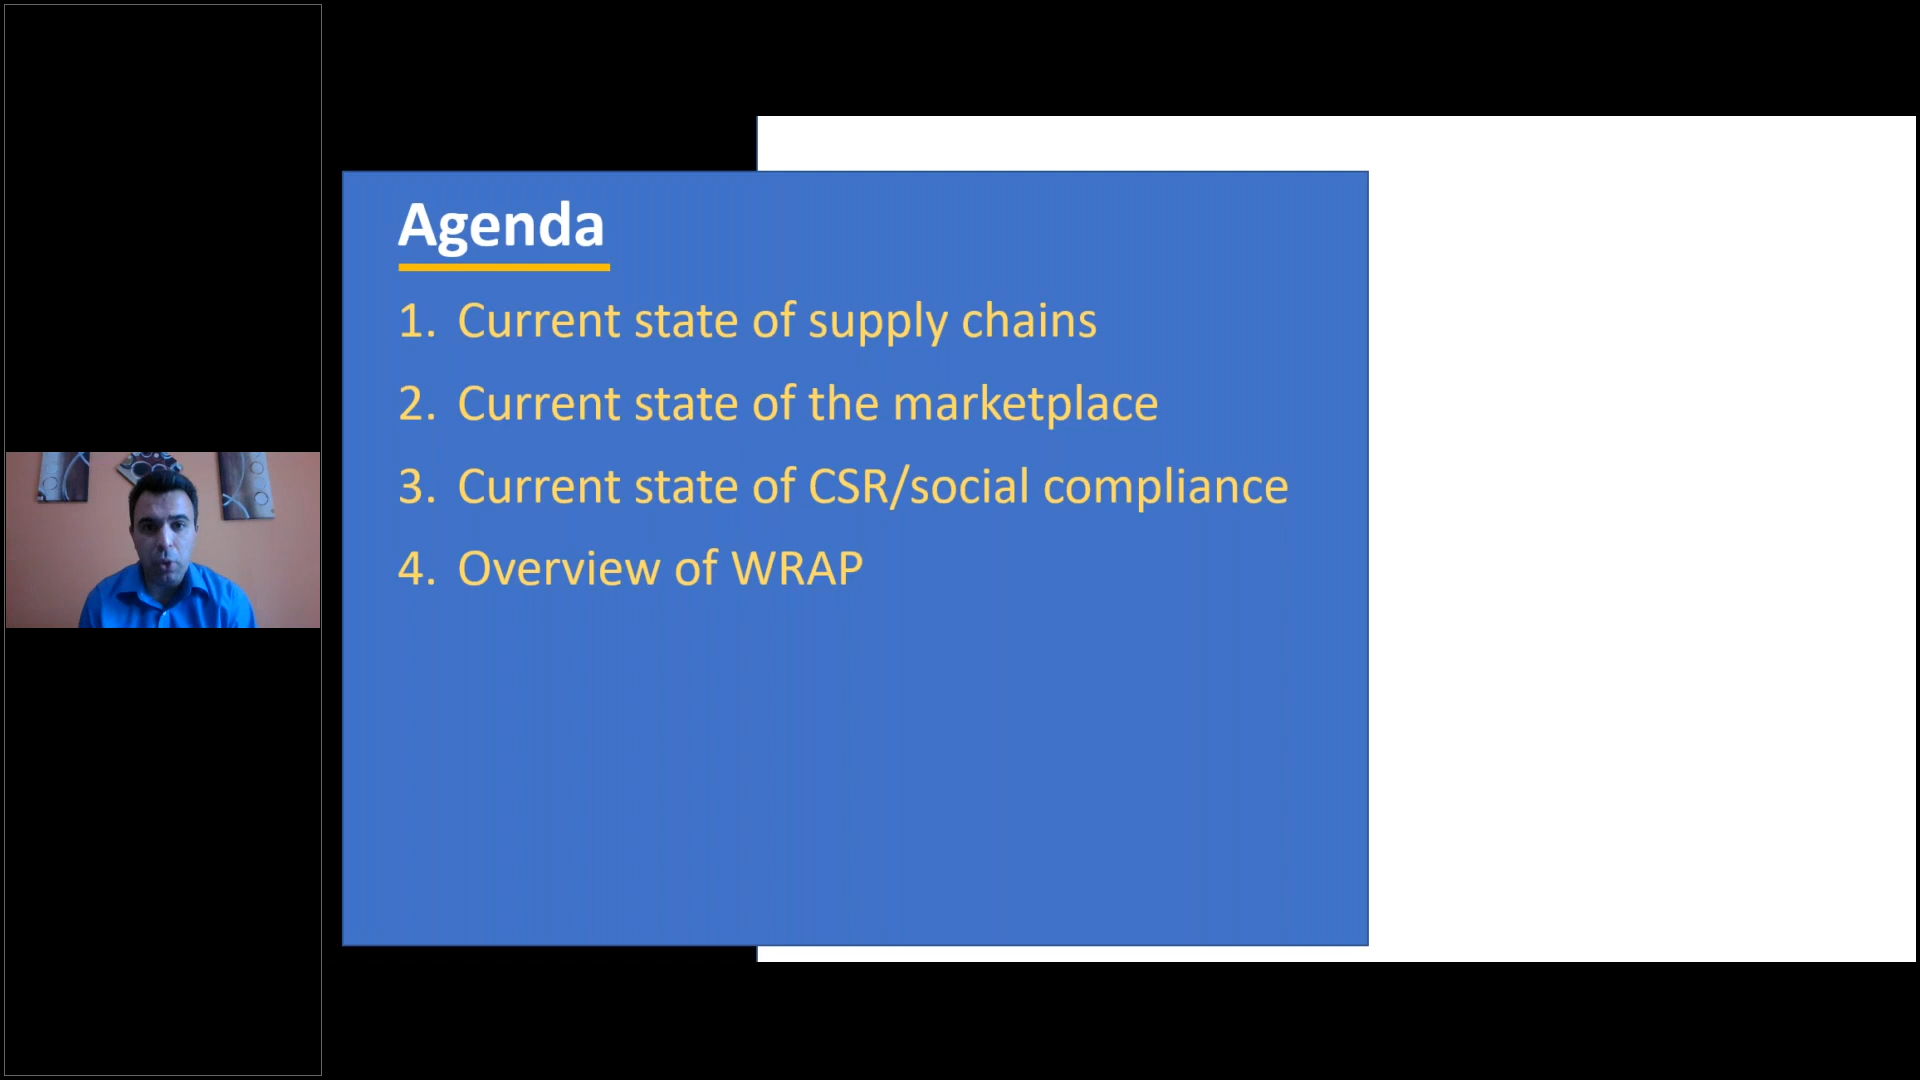 Agenda
1. Current state of supply chains
2. Current state of the marketplace
3. Current state of CSR/social compliance
4. Overview of WRAP